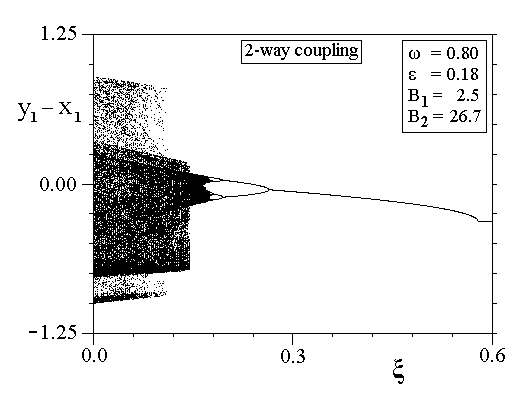 1.25
2-way coupling
ω = 0.80
ε = 0.18
B₁ = 2.5
B₂ = 26.7
y₁ – x₁
0.00
−1.25
0.0 0.3 0.6
ξ